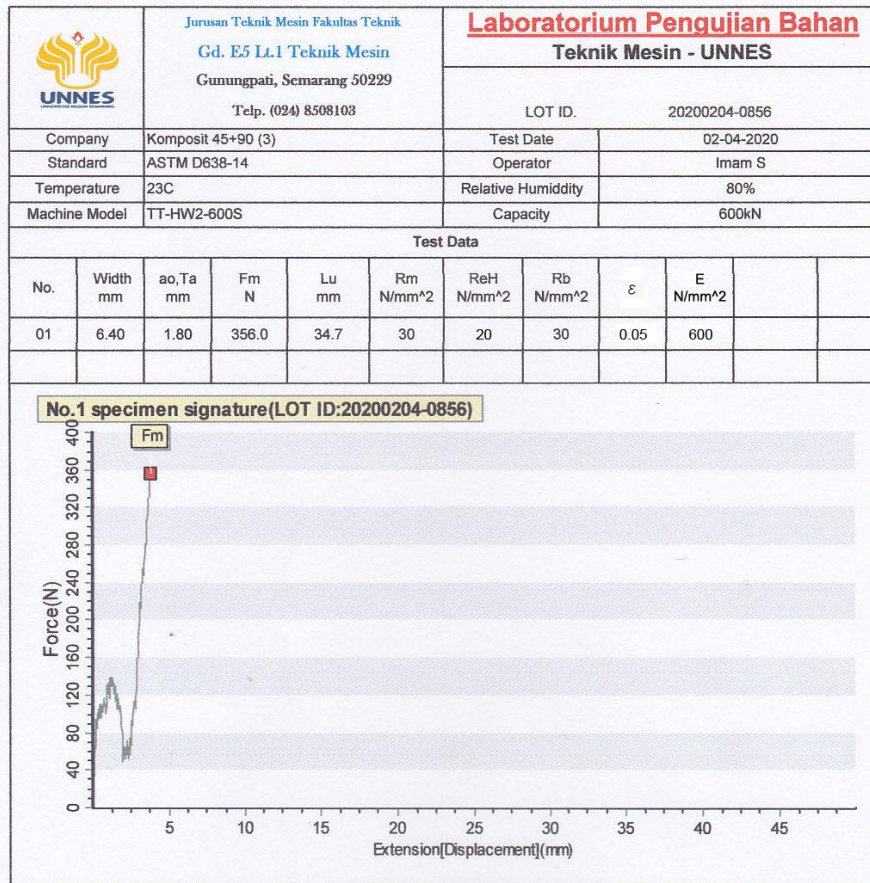 UNNES
Jurusan Teknik Mesin Fakultas Teknik
Gd. E5 Lt.1 Teknik Mesin
Gunungpati, Semarang 50229
Telp. (024) 8508103
Laboratorium Pengujian Bahan
Teknik Mesin - UNNES
LOT ID. 20200204-0856
Company Komposit 45+90 (3) Test Date 02-04-2020
Standard ASTM D638-14 Operator Imam S
Temperature 23C Relative Humiddity 80%
Machine Model TT-HW2-600S Capacity 600kN
Test Data
No. Width mm ao,Ta mm Fm N Lu mm Rm N/mm^2 ReH N/mm^2 Rb N/mm^2 ε E N/mm^2
01 6.40 1.80 356.0 34.7 30 20 30 0.05 600
No.1 specimen signature(LOT ID:20200204-0856)
Fm
1
400
360
320
280
240
200
160
120
80
40
0
Force(N)
5 10 15 20 25 30 35 40 45
Extension[Displacement](mm)